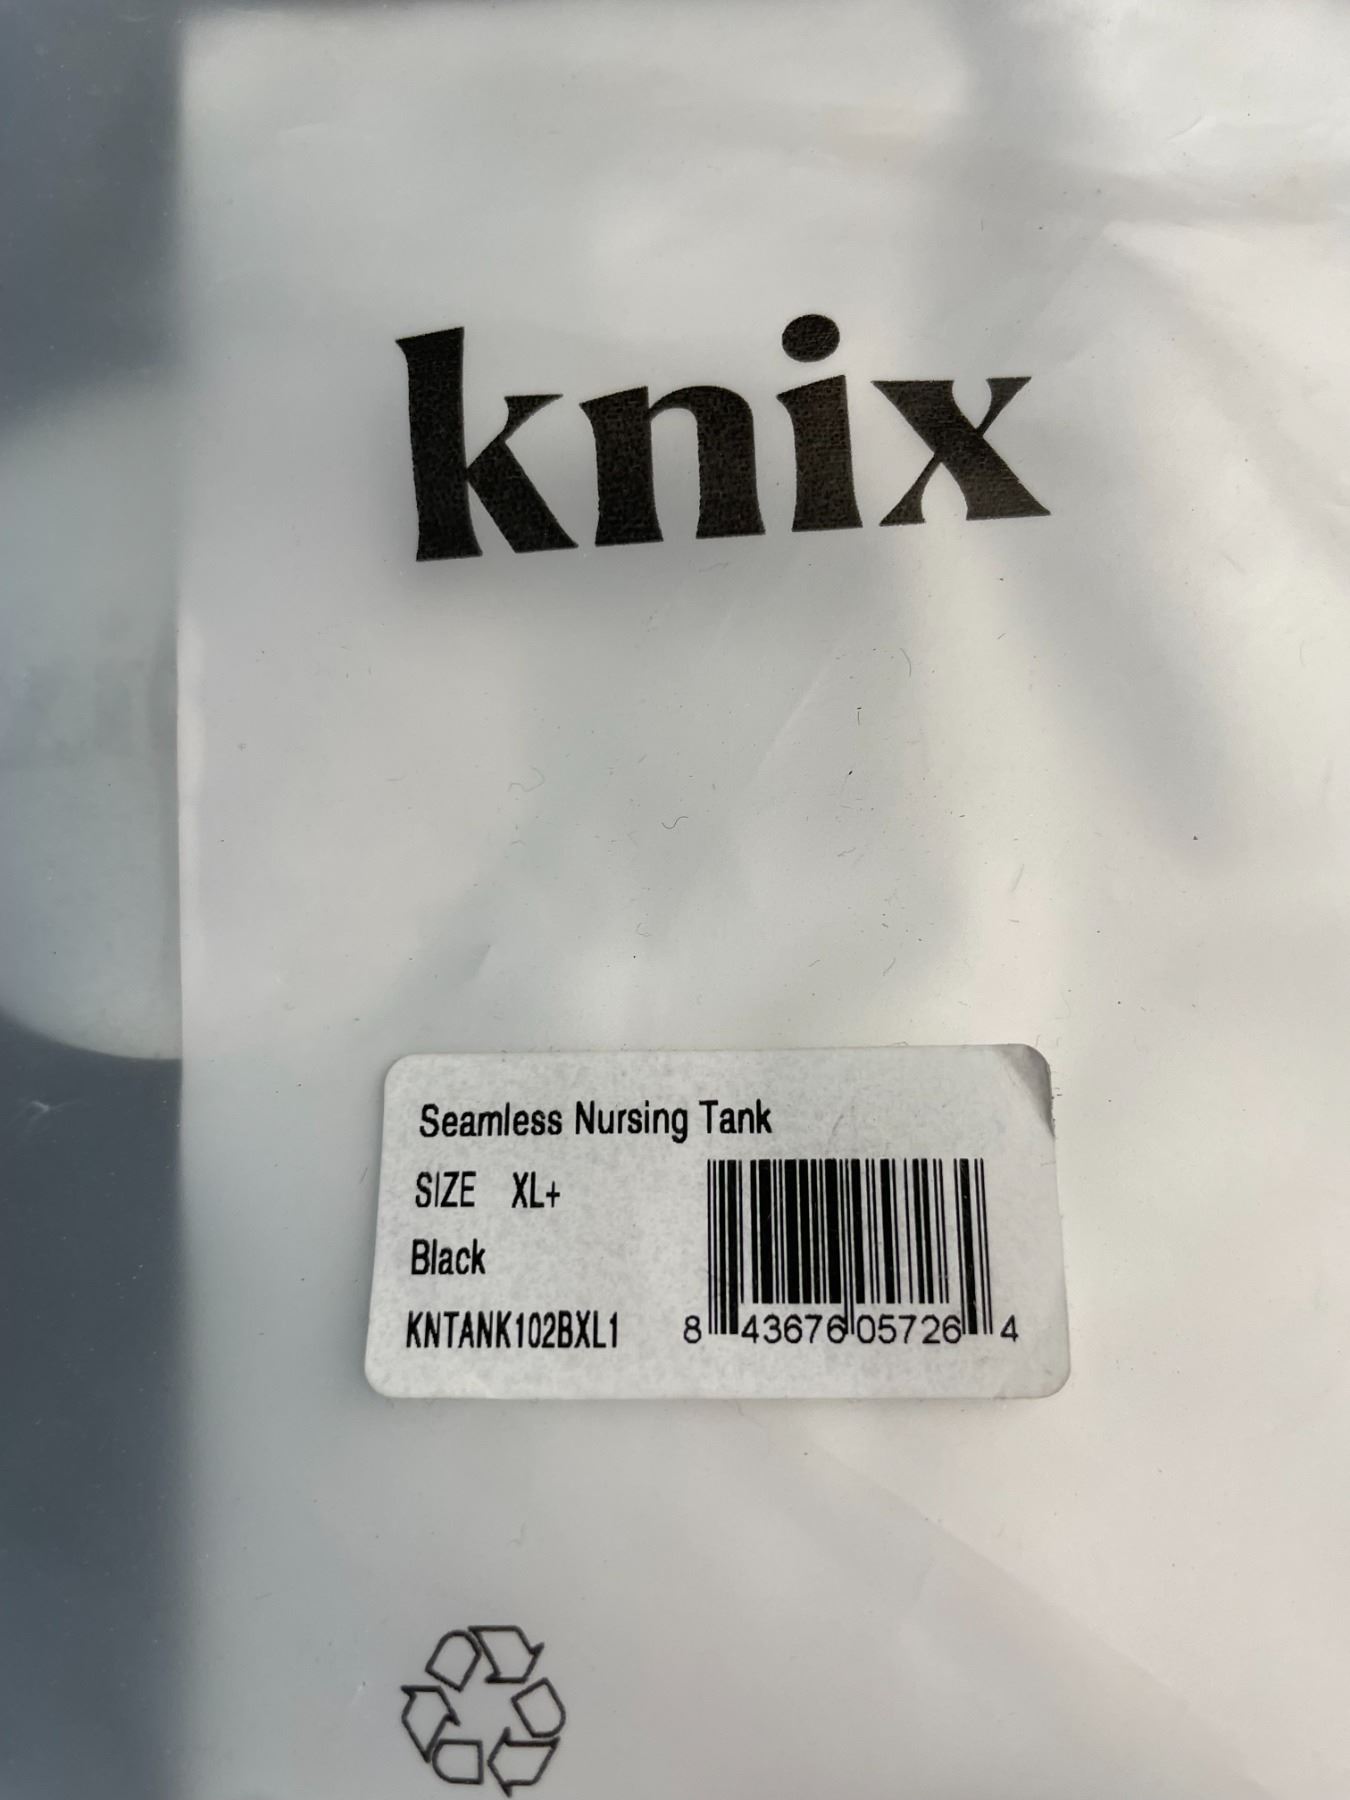 knix
Seamless Nursing Tank
SIZE XL+
Black
KNTANK102BXL1
8 43676 05726 4